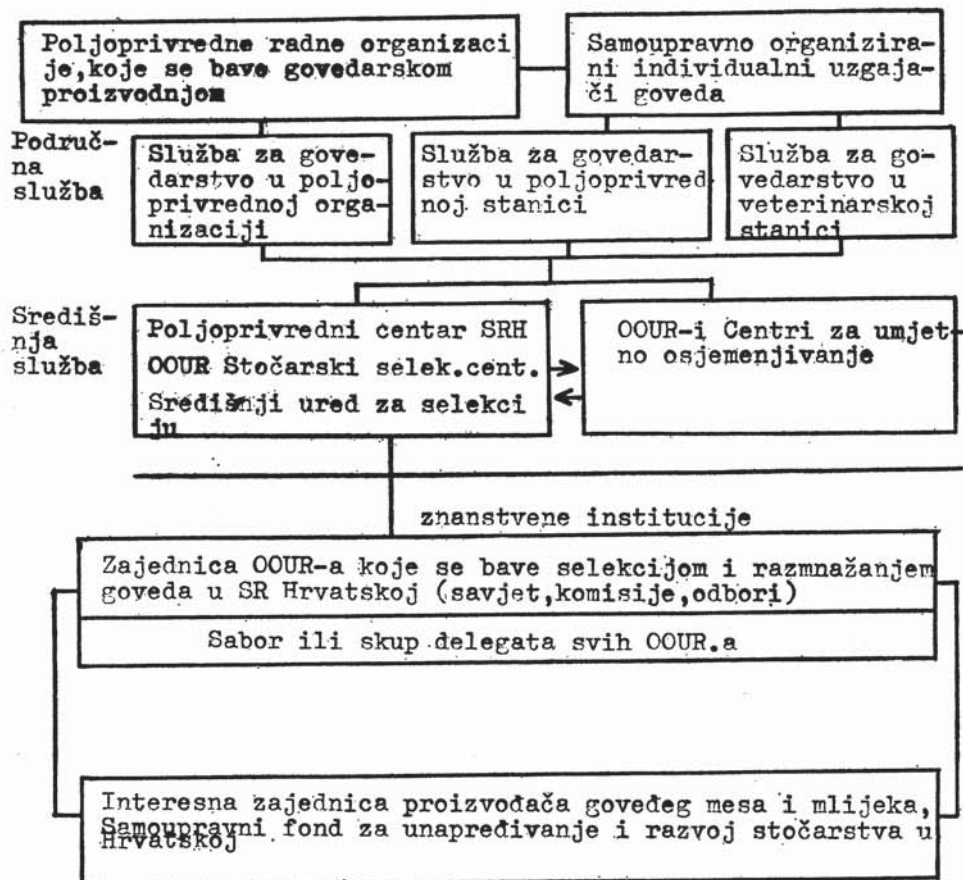 Poljoprivredne radne organizaci
je,koje se bave govedarskom
proizvodnjom
Samoupravno organizira-
ni individualni uzgaja-
či goveda
Područ-
na
služba
Služba za gove-
darstvo u poljo-
privrednoj orga-
nizaciji
Služba za govedar-
stvo u poljoprivred
noj stanici
Služba za go-
vedarstvo u
veterinarskoj
stanici
Središ-
nja
služba
Poljoprivredni centar SRH
OOUR Stočarski selek.cent.
Središnji ured za selekci
ju
OOUR-i Centri za umjet-
no osjemenjivanje
znanstvene institucije
Zajednica OOUR-a koje se bave selekcijom i razmnažanjem
goveda u SR Hrvatskoj (savjet,komisije,odbori)
Sabor ili skup delegata svih OOUR.a
Interesna zajednica proizvođača goveđeg mesa i mlijeka,
Samoupravni fond za unapređivanje i razvoj stočarstva u
Hrvatskoj